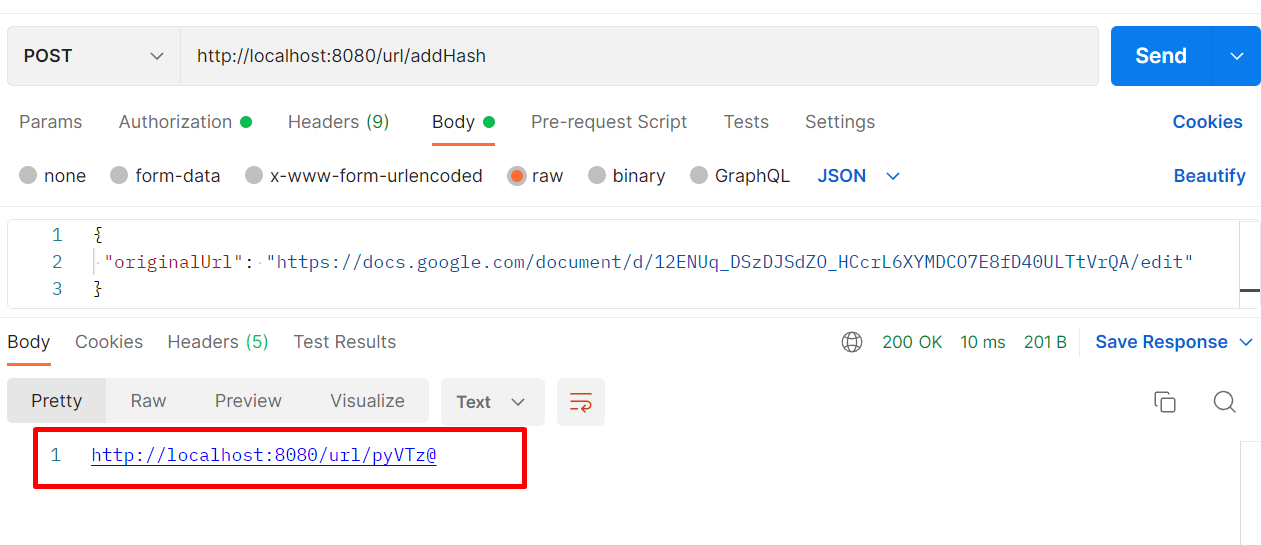 POST http://localhost:8080/url/addHash Send
Params Authorization Headers (9) Body Pre-request Script Tests Settings Cookies
none form-data x-www-form-urlencoded raw binary GraphQL JSON Beautify
1 {
2 "originalUrl": "https://docs.google.com/document/d/12ENUq_DSzDJSdZO_HCcrL6XYMDCO7E8fD40ULTtVrQA/edit"
3 }
Body Cookies Headers (5) Test Results 200 OK 10 ms 201 B Save Response
Pretty Raw Preview Visualize Text
1 http://localhost:8080/url/pyVTz@